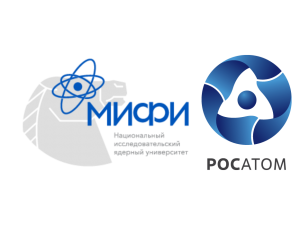 МИФИ
Национальный
исследовательский
ядерный университет
РОСАТОМ